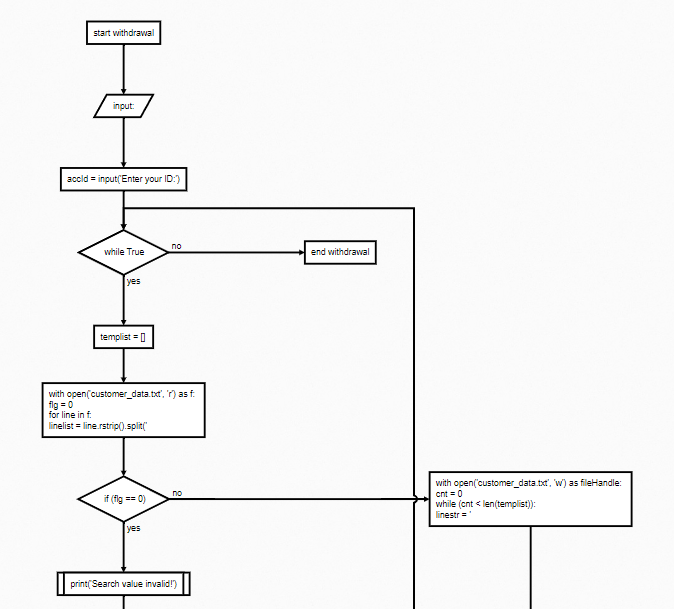 start withdrawal
input:
accId = input('Enter your ID:')
while True
no
end withdrawal
yes
templist = []
with open('customer_data.txt', 'r') as f:
flg = 0
for line in f:
linelist = line.rstrip().split('
if (flg == 0)
no
with open('customer_data.txt', 'w') as fileHandle:
cnt = 0
while (cnt < len(templist)):
linestr = '
yes
print('Search value invalid!')